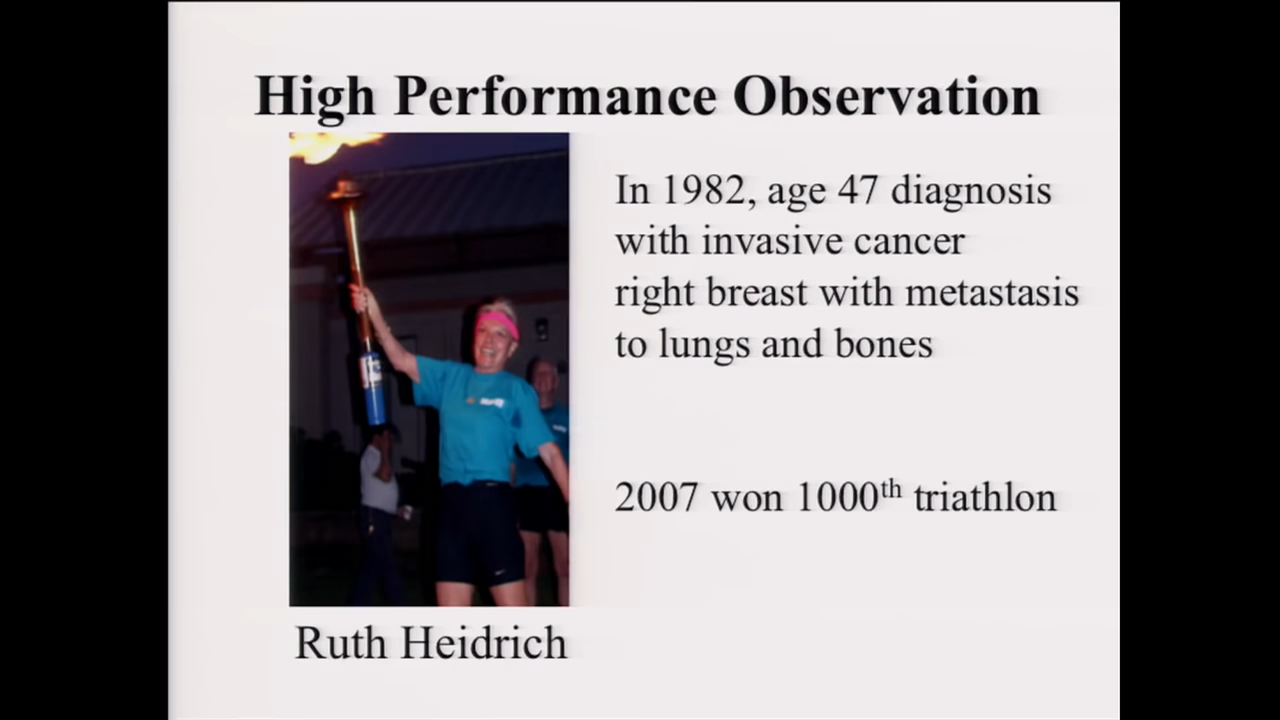 High Performance Observation
In 1982, age 47 diagnosis
with invasive cancer
right breast with metastasis
to lungs and bones
2007 won 1000th triathlon
Ruth Heidrich